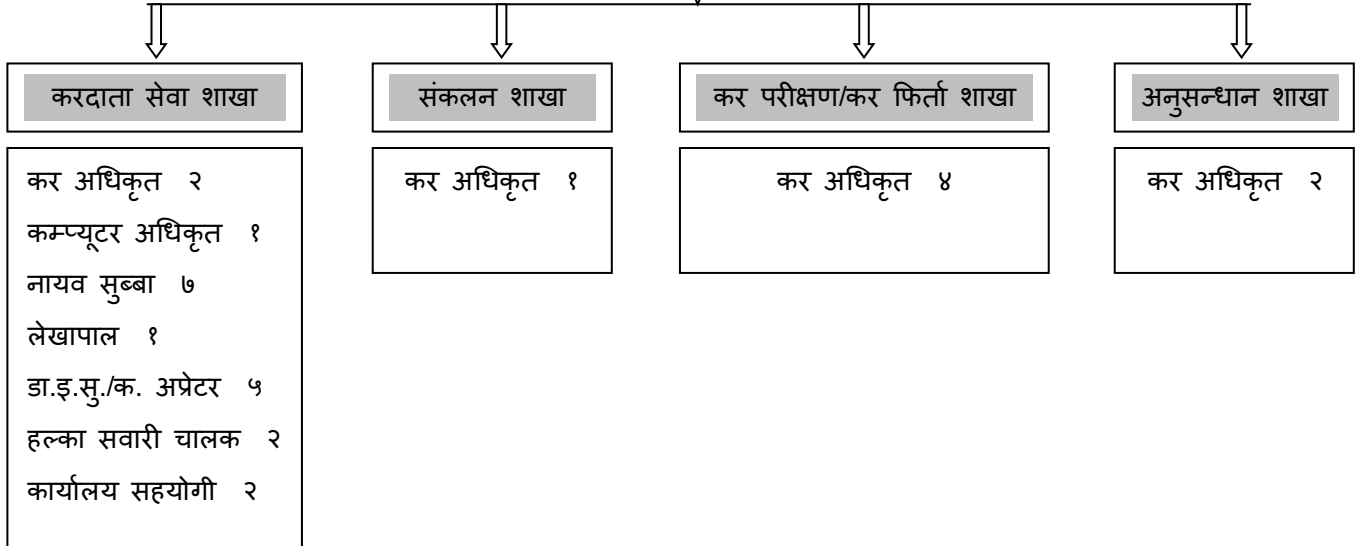 करदाता सेवा शाखा
कर अधिकृत २
कम्प्यूटर अधिकृत १
नायव सुब्बा ७
लेखापाल १
डा.इ.सु./क. अप्रेटर ५
हल्का सवारी चालक २
कार्यालय सहयोगी २
संकलन शाखा
कर अधिकृत १
कर परीक्षण/कर फिर्ता शाखा
कर अधिकृत ४
अनुसन्धान शाखा
कर अधिकृत २